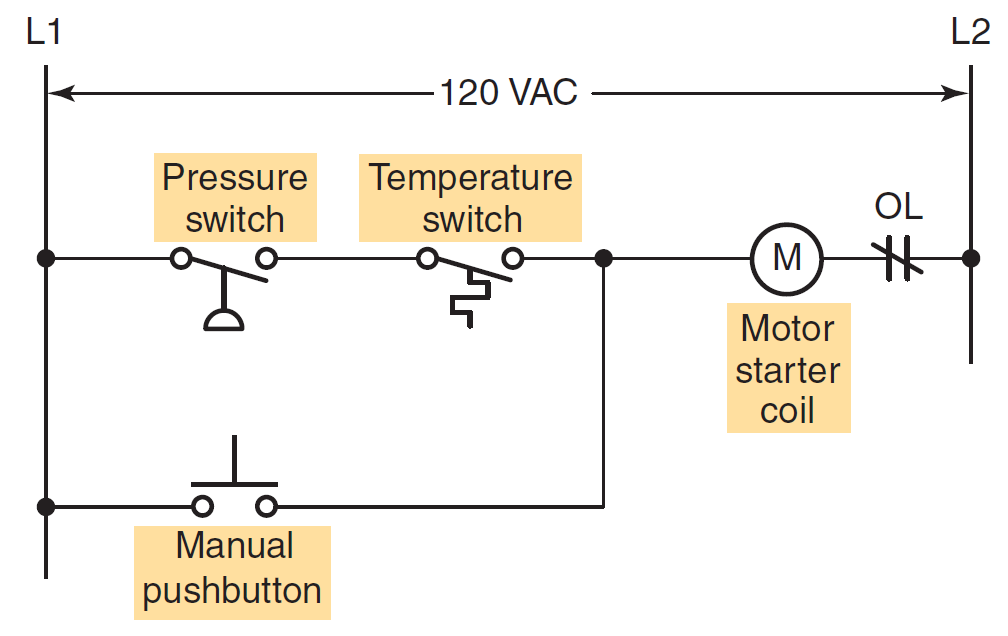 L1
L2
120 VAC
Pressure
switch
Temperature
switch
OL
M
Motor
starter
coil
Manual
pushbutton